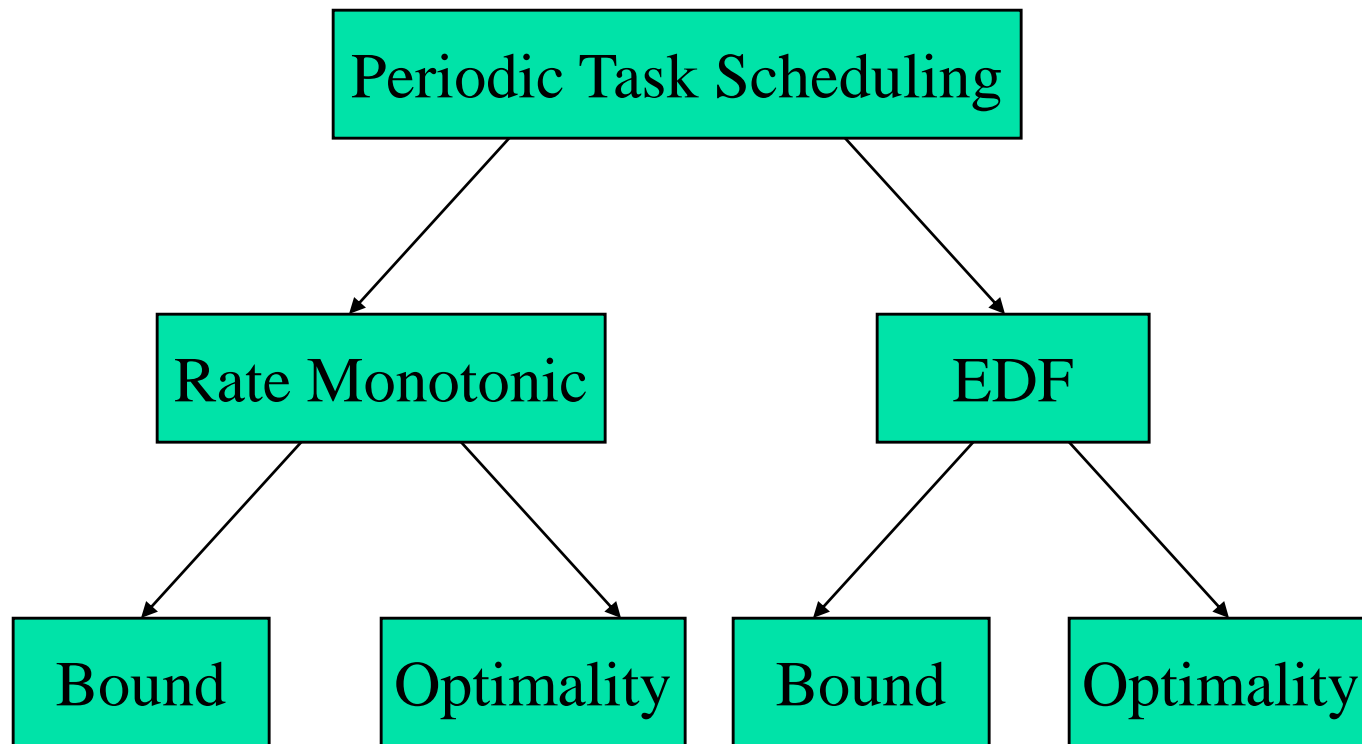 Periodic Task Scheduling
Rate Monotonic
EDF
Bound
Optimality
Bound
Optimality